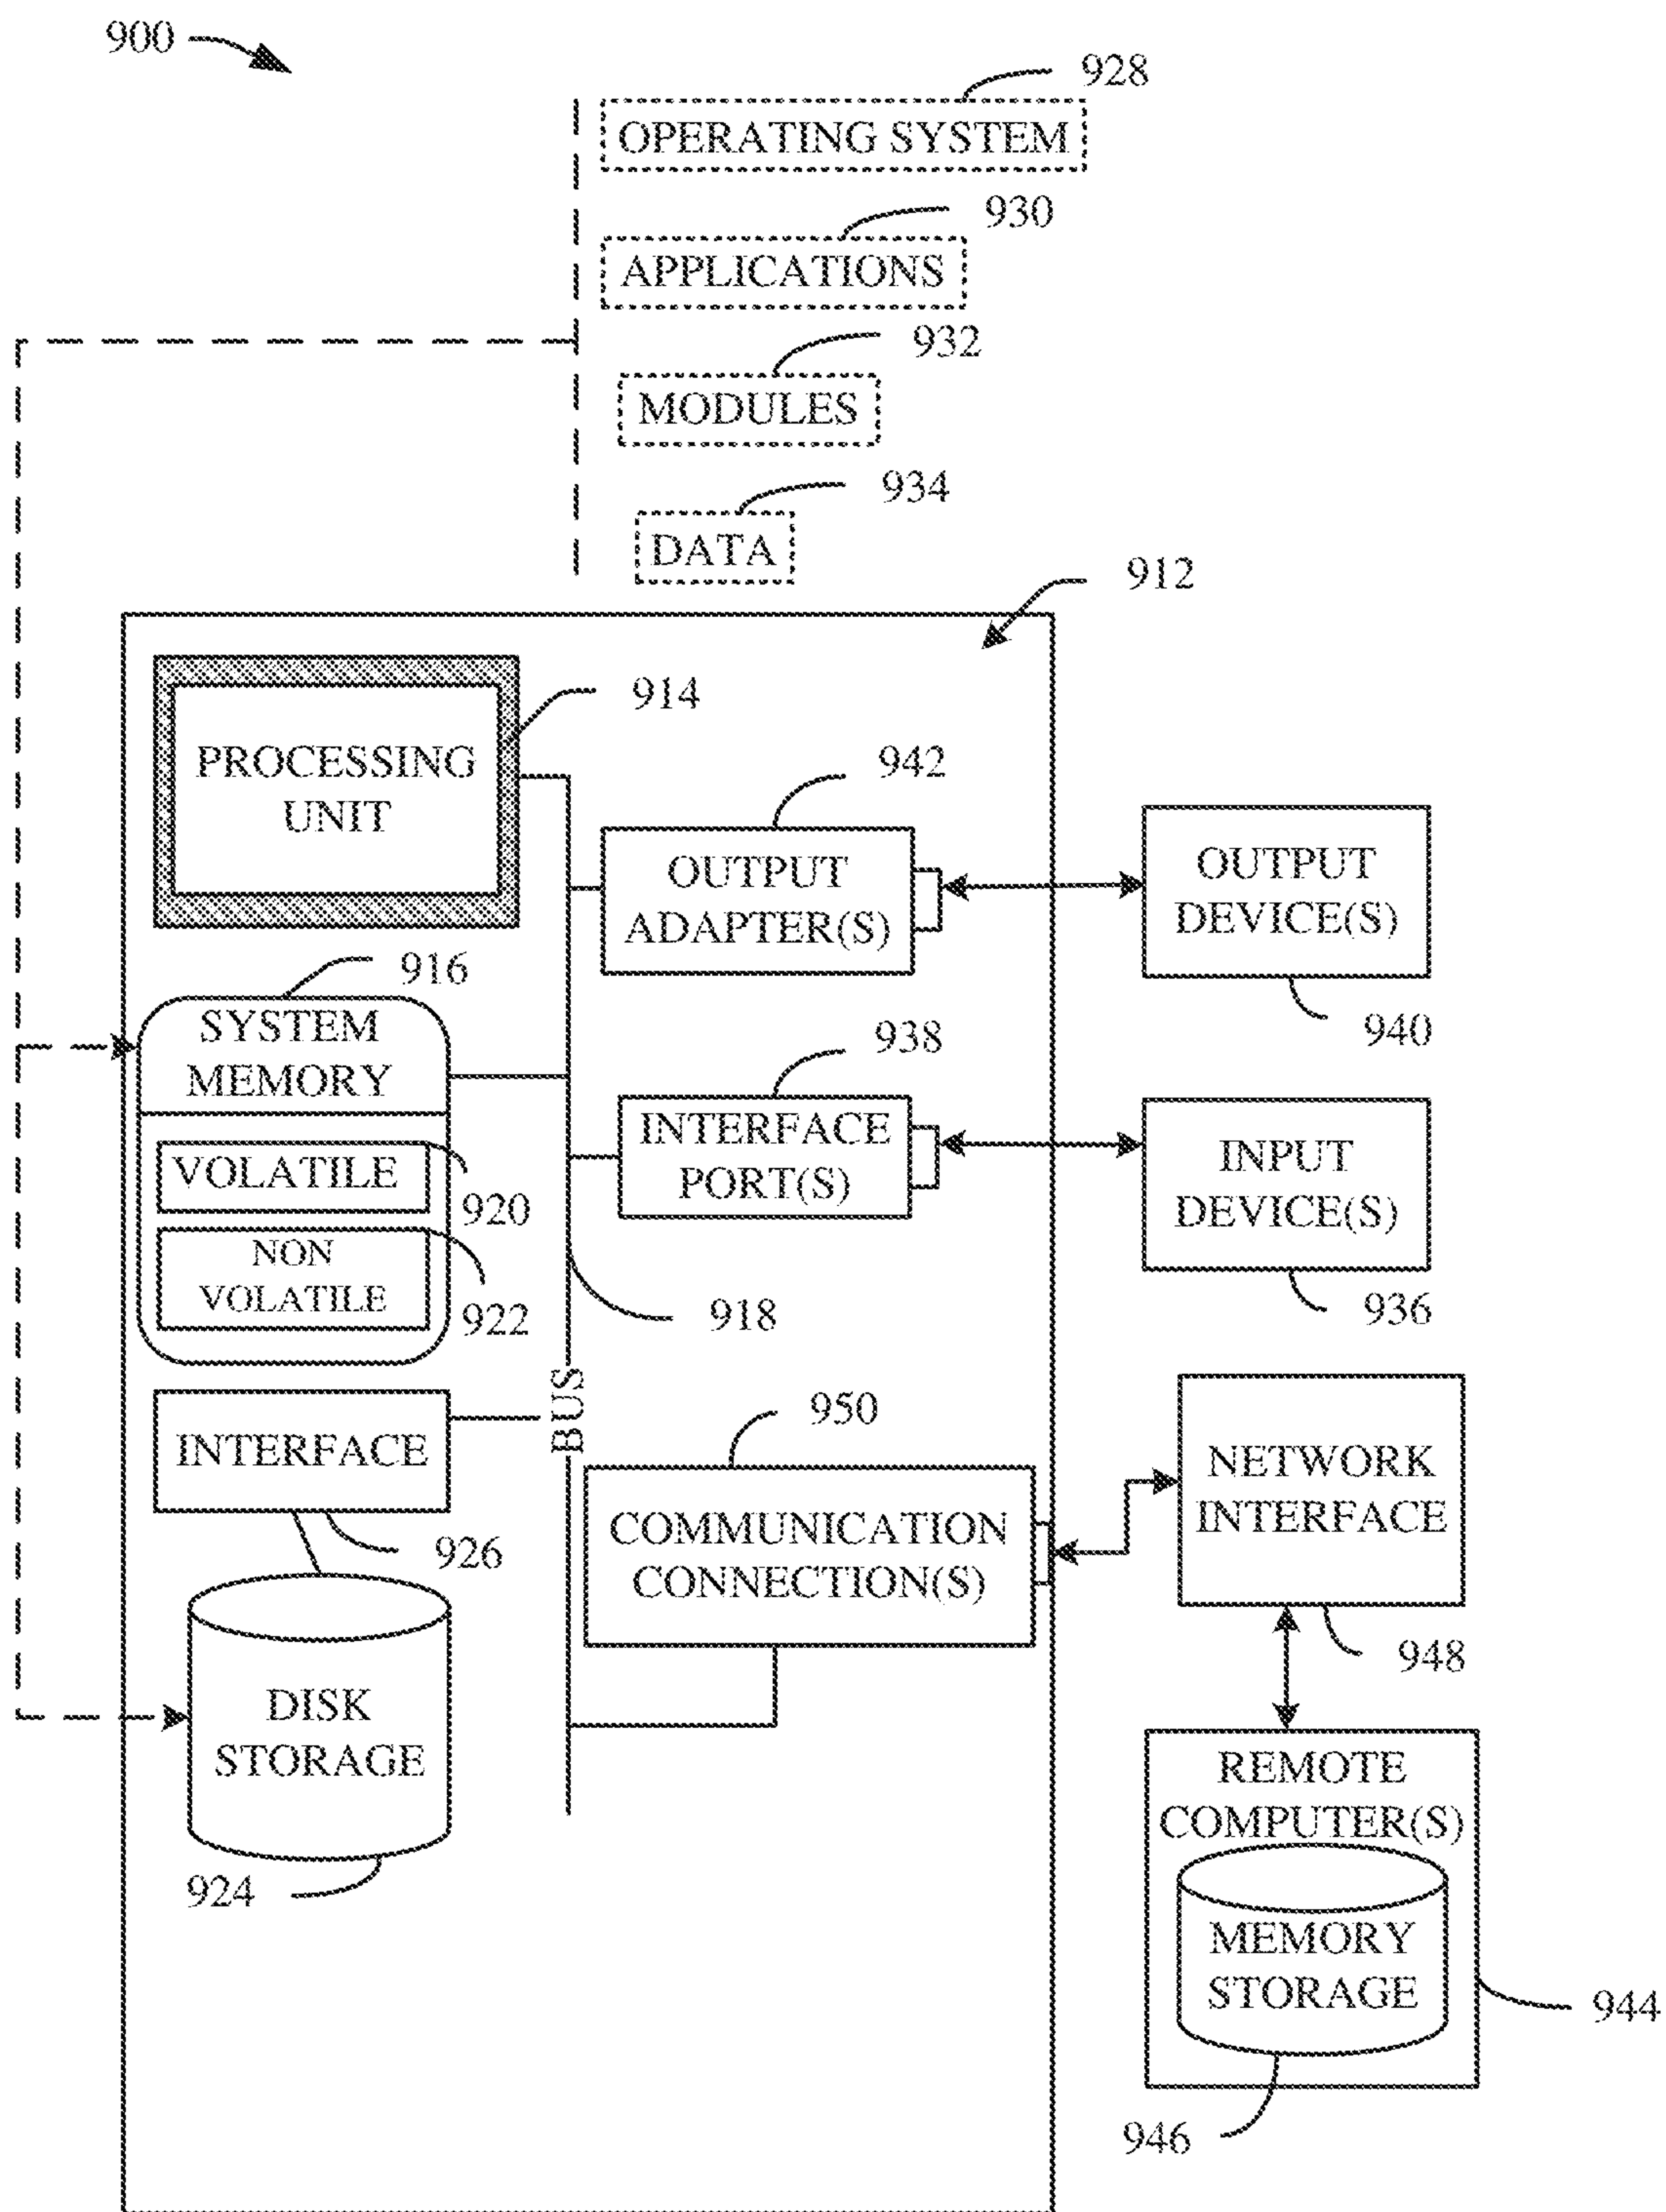 900
928
OPERATING SYSTEM
930
APPLICATIONS
932
MODULES
934
DATA
912
914
PROCESSING
UNIT
942
OUTPUT
ADAPTER(S)
OUTPUT
DEVICE(S)
940
916
SYSTEM
MEMORY
VOLATILE
920
NON
VOLATILE
922
938
INTERFACE
PORT(S)
INPUT
DEVICE(S)
936
918
BUS
INTERFACE
926
950
COMMUNICATION
CONNECTION(S)
NETWORK
INTERFACE
948
DISK
STORAGE
924
REMOTE
COMPUTER(S)
MEMORY
STORAGE
944
946